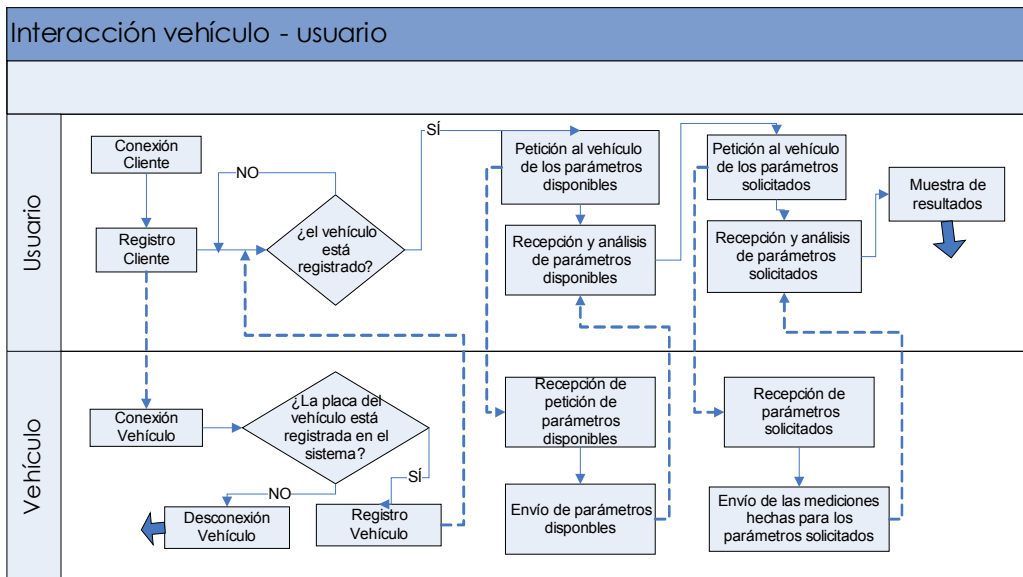 Interacción vehículo - usuario
Usuario
Conexión
Cliente
Registro
Cliente
NO
¿el vehículo
está
registrado?
SÍ
Petición al vehículo
de los parámetros
disponibles
Recepción y análisis
de parámetros
disponibles
Petición al vehículo
de los parámetros
solicitados
Recepción y análisis
de parámetros
solicitados
Muestra de
resultados
Vehículo
Conexión
Vehículo
¿La placa del
vehículo está
registrada en el
sistema?
NO
SÍ
Desconexión
Vehículo
Registro
Vehículo
Recepción de
petición de
parámetros
disponibles
Envío de parámetros
disponbles
Recepción de
parámetros
solicitados
Envío de las mediciones
hechas para los
parámetros solicitados